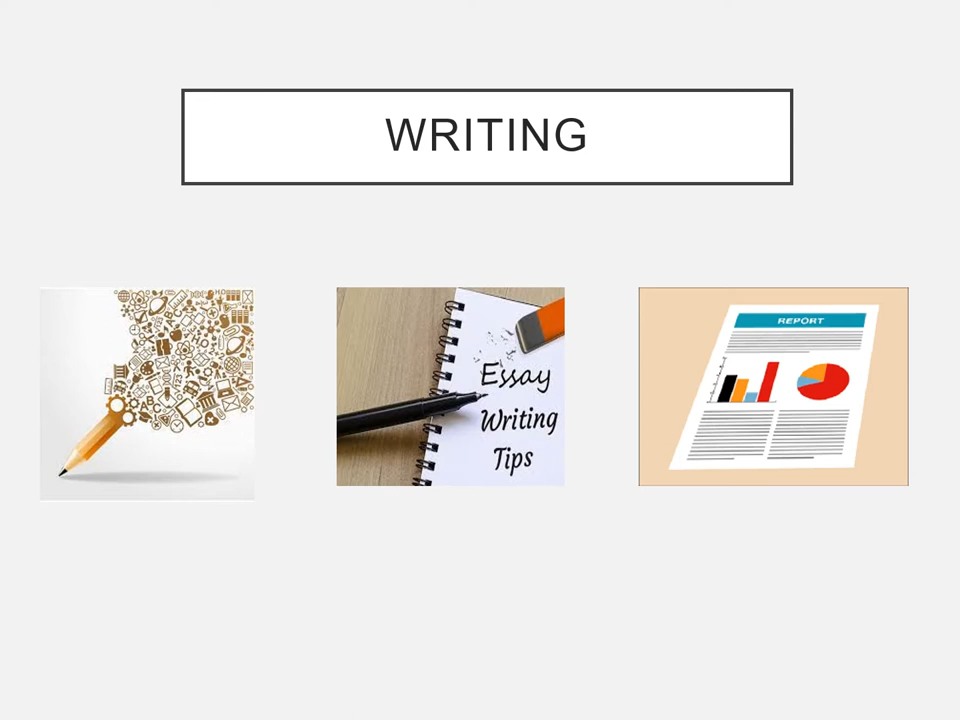 WRITING
Essay
Writing
Tips
REPORT